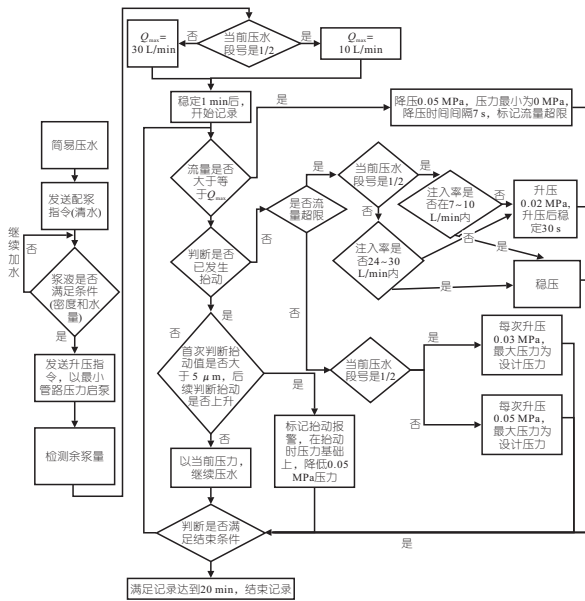 Qmax=
30 L/min
否
当前压水
段号是1/2
是
Qmax=
10 L/min
稳定1 min后,
开始记录
是
降压0.05 MPa，压力最小为0 MPa,
降压时间间隔7 s，标记流量超限
简易压水
发送配浆
指令(清水)
继续
加水
否
浆液是否
满足条件
(密度和水
量)
是
发送升压指
令，以最小
管路压力启泵
检测余浆量
流量是否
大于等
于Qmax
否
判断是否
已发生
抬动
否
是
是否流
量超限
是
当前压水
段号是1/2
是
注入率是
否在7~10
L/min内
否
升压
0.02 MPa,
升压后稳
定30 s
否
注入率是
否24~30
L/min内
否
是
是
稳压
否
首次判断抬
动值是否大
于5 μm，后
续判断抬动
是否上升
否
是
否
当前压水
段号是1/2
是
每次升压
0.03 MPa,
最大压力为
设计压力
否
每次升压
0.05 MPa,
最大压力为
设计压力
以当前压力,
继续压水
标记抬动报
警，在抬动
时压力基础
上，降低0.05
MPa压力
判断是否满
足结束条件
是
满足记录达到20 min，结束记录